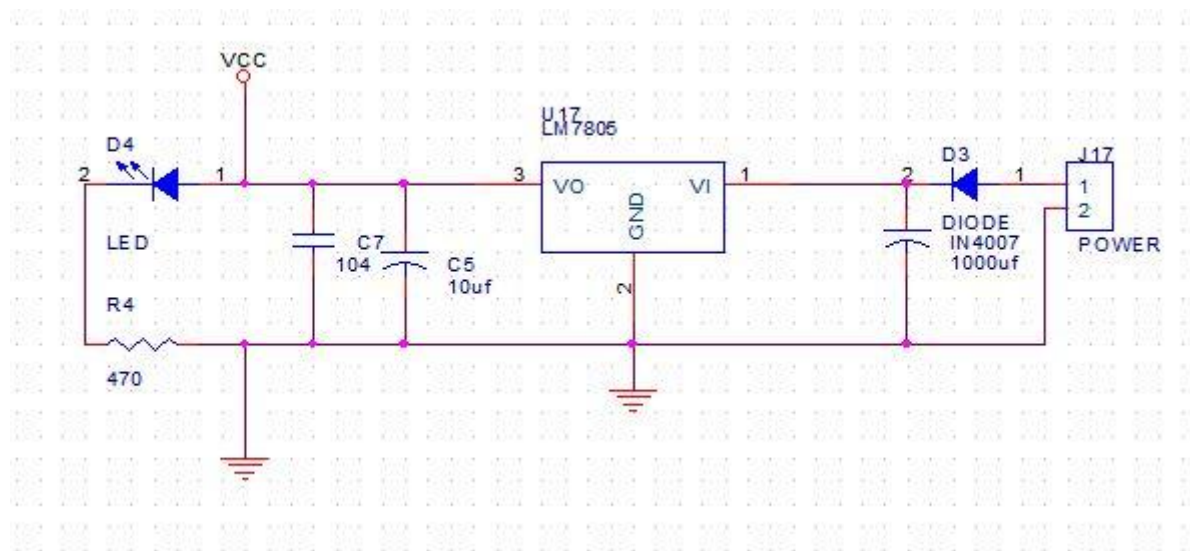 VCC
U17
LM7805
D4
D3
J17
2
1
3
VO
VI
1
2
1
1
GND
2
LED
C7
104
C5
10uf
DIODE
IN4007
1000uf
POWER
2
R4
470